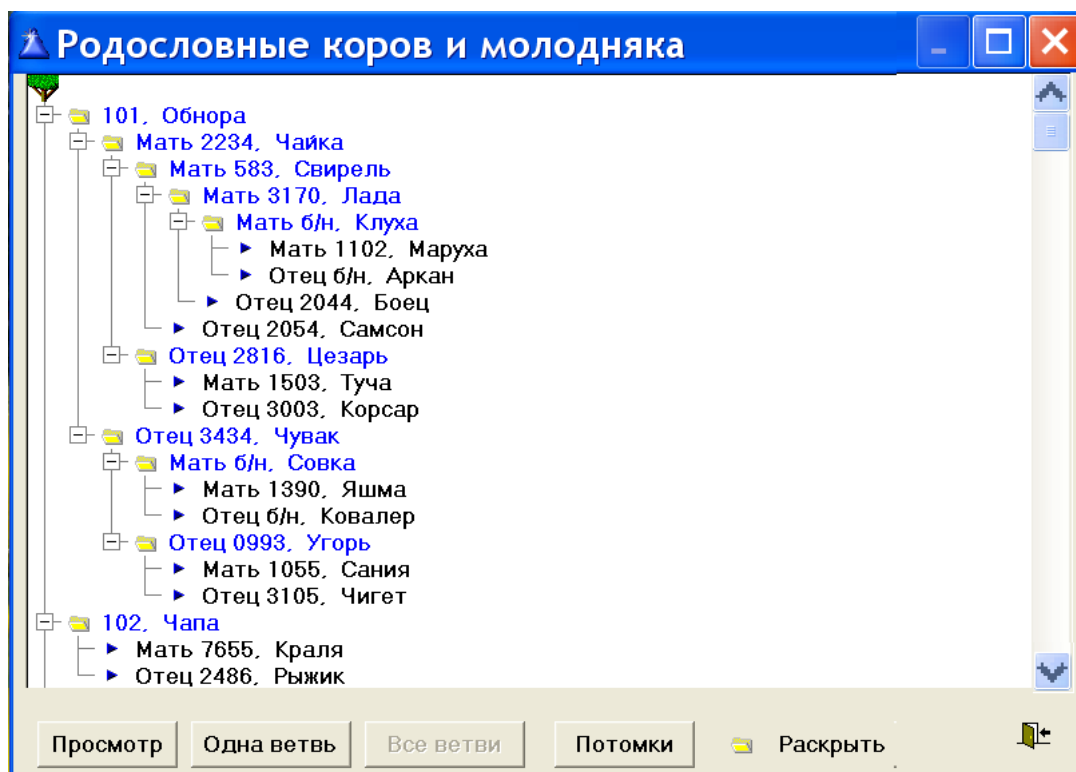 Родословные коров и молодняка
101, Обнора
Мать 2234, Чайка
Мать 583, Свирель
Мать 3170, Лада
Мать б/н, Клуха
Мать 1102, Маруха
Отец б/н, Аркан
Отец 2044, Боец
Отец 2054, Самсон
Отец 2816, Цезарь
Мать 1503, Туча
Отец 3003, Корсар
Отец 3434, Чувак
Мать б/н, Совка
Мать 1390, Яшма
Отец б/н, Ковалер
Отец 0993, Угорь
Мать 1055, Сания
Отец 3105, Чигет
102, Чапа
Мать 7655, Краля
Отец 2486, Рыжик
Просмотр Одна ветвь Все ветви Потомки Раскрыть